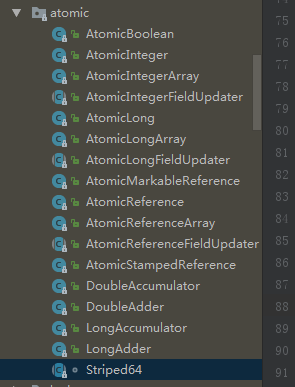 atomic
AtomicBoolean
AtomicInteger
AtomicIntegerArray
AtomicIntegerFieldUpdater
AtomicLong
AtomicLongArray
AtomicLongFieldUpdater
AtomicMarkableReference
AtomicReference
AtomicReferenceArray
AtomicReferenceFieldUpdater
AtomicStampedReference
DoubleAccumulator
DoubleAdder
LongAccumulator
LongAdder
Striped64
75
76
77
78
79
80
81
82
83
84
85
86
87
88
89
90
91